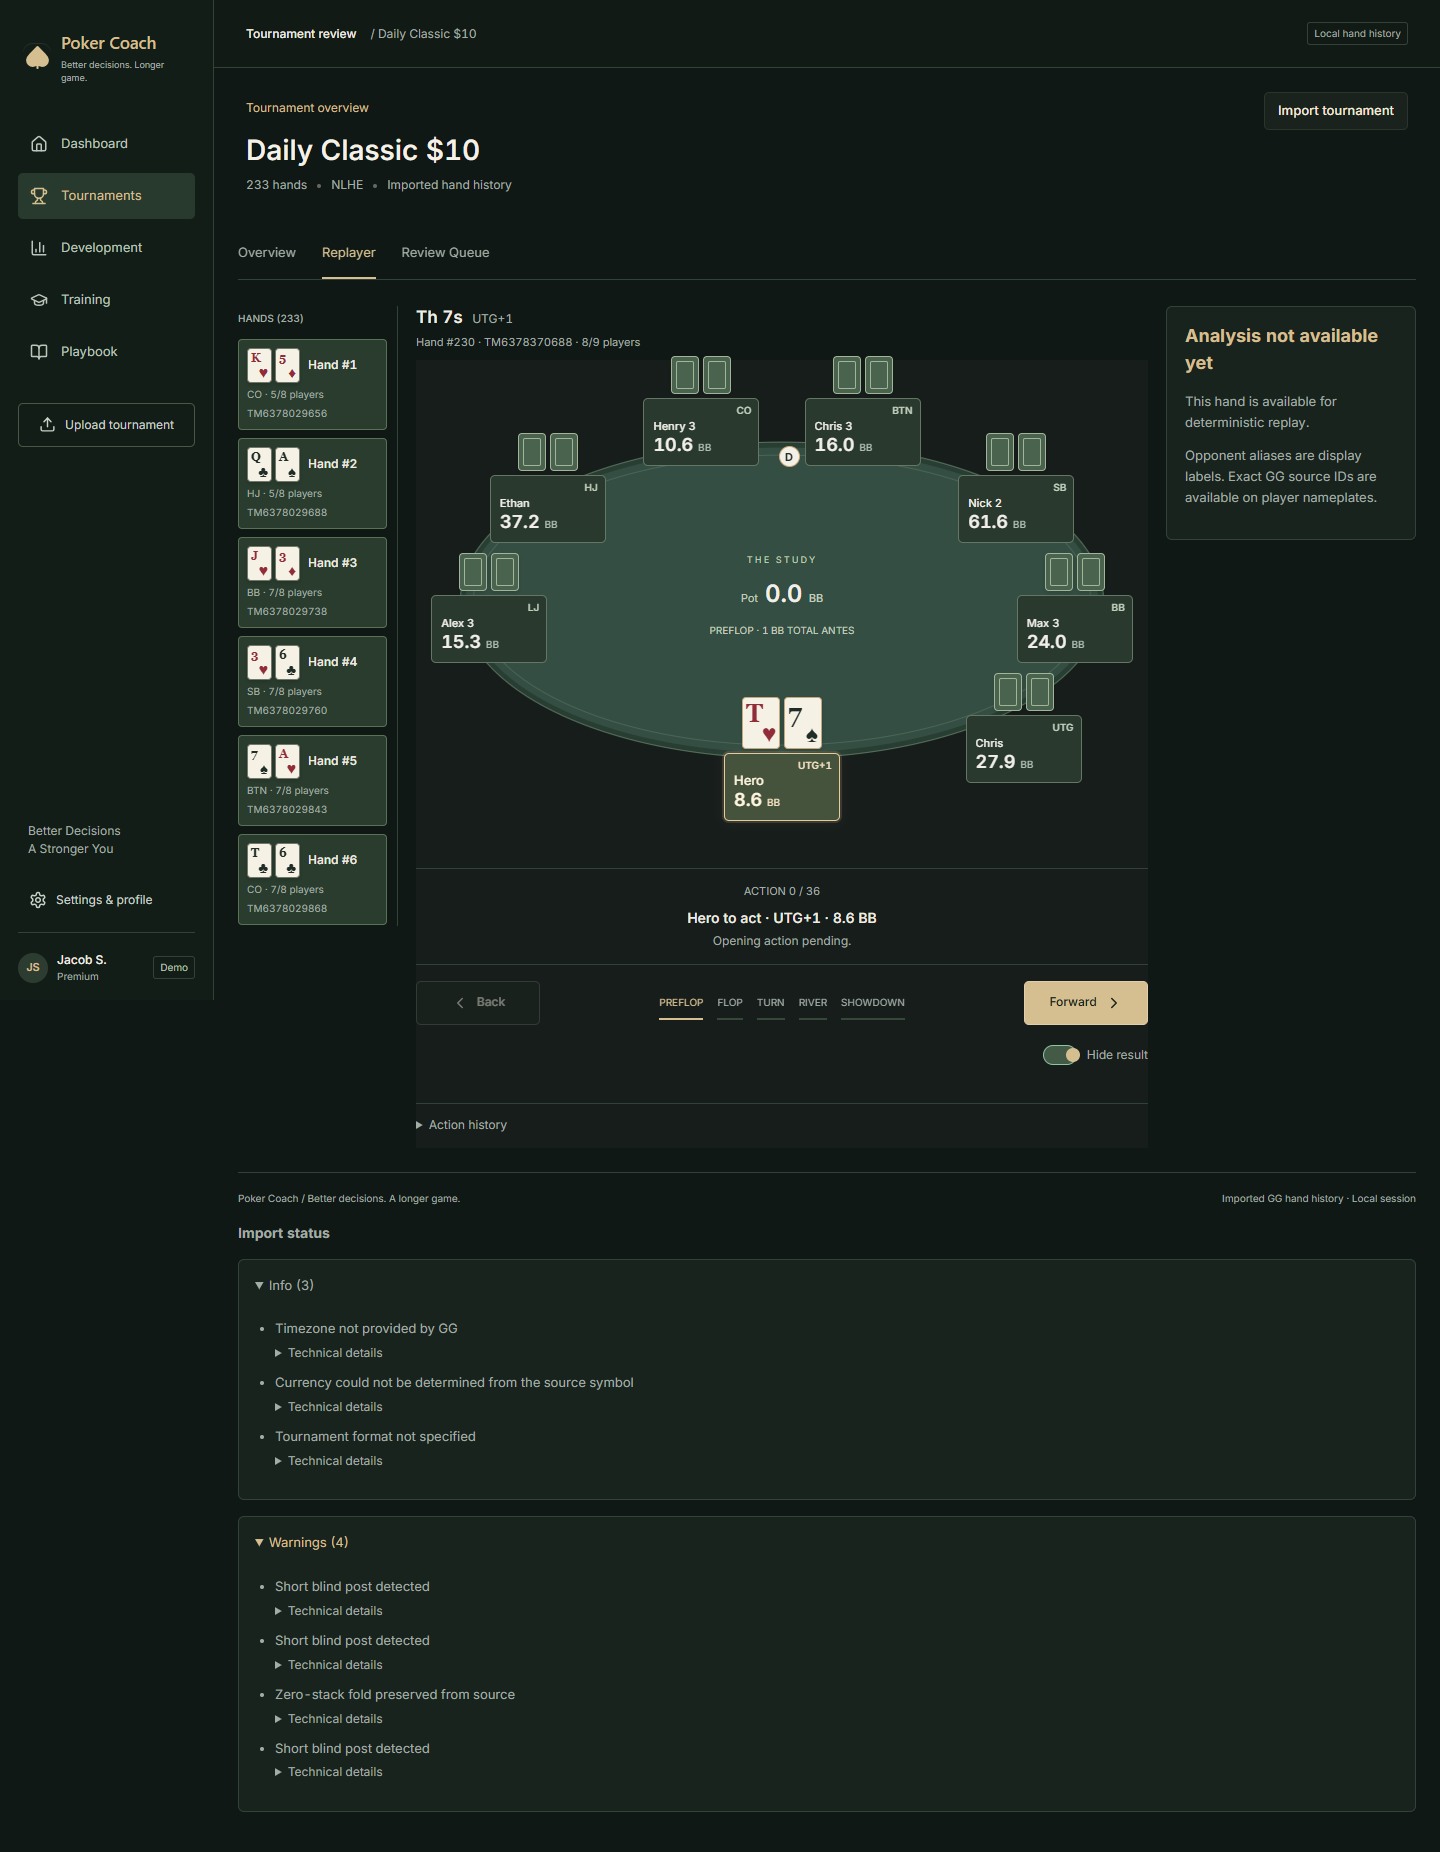 Poker Coach
Better decisions. Longer
game.
Dashboard
Tournaments
Development
Training
Playbook
Upload tournament
Better Decisions
A Stronger You
Settings & profile
JS
Jacob S.
Premium
Demo
Tournament review / Daily Classic $10
Local hand history
Tournament overview
Import tournament
Daily Classic $10
233 hands • NLHE • Imported hand history
Overview
Replayer
Review Queue
HANDS (233)
K♥ 5♦ Hand #1
CO · 5/8 players
TM6378029656
Q♣ A♠ Hand #2
HJ · 5/8 players
TM6378029688
J♥ 3♦ Hand #3
BB · 7/8 players
TM6378029738
3♥ 6♣ Hand #4
SB · 7/8 players
TM6378029760
7♠ A♥ Hand #5
BTN · 7/8 players
TM6378029843
T♣ 6♣ Hand #6
CO · 7/8 players
TM6378029868
Th 7s UTG+1
Hand #230 · TM6378370688 · 8/9 players
CO
Henry 3
10.6 BB
D
BTN
Chris 3
16.0 BB
HJ
Ethan
37.2 BB
SB
Nick 2
61.6 BB
LJ
Alex 3
15.3 BB
THE STUDY
Pot 0.0 BB
PREFLOP · 1 BB TOTAL ANTES
BB
Max 3
24.0 BB
T♥ 7♠
UTG+1
Hero
8.6 BB
UTG
Chris
27.9 BB
ACTION 0 / 36
Hero to act · UTG+1 · 8.6 BB
Opening action pending.
Back
PREFLOP FLOP TURN RIVER SHOWDOWN
Forward
Hide result
Action history
Analysis not available
yet
This hand is available for
deterministic replay.
Opponent aliases are display
labels. Exact GG source IDs are
available on player nameplates.
Poker Coach / Better decisions. A longer game.
Imported GG hand history · Local session
Import status
Info (3)
Timezone not provided by GG
Technical details
Currency could not be determined from the source symbol
Technical details
Tournament format not specified
Technical details
Warnings (4)
Short blind post detected
Technical details
Short blind post detected
Technical details
Zero-stack fold preserved from source
Technical details
Short blind post detected
Technical details